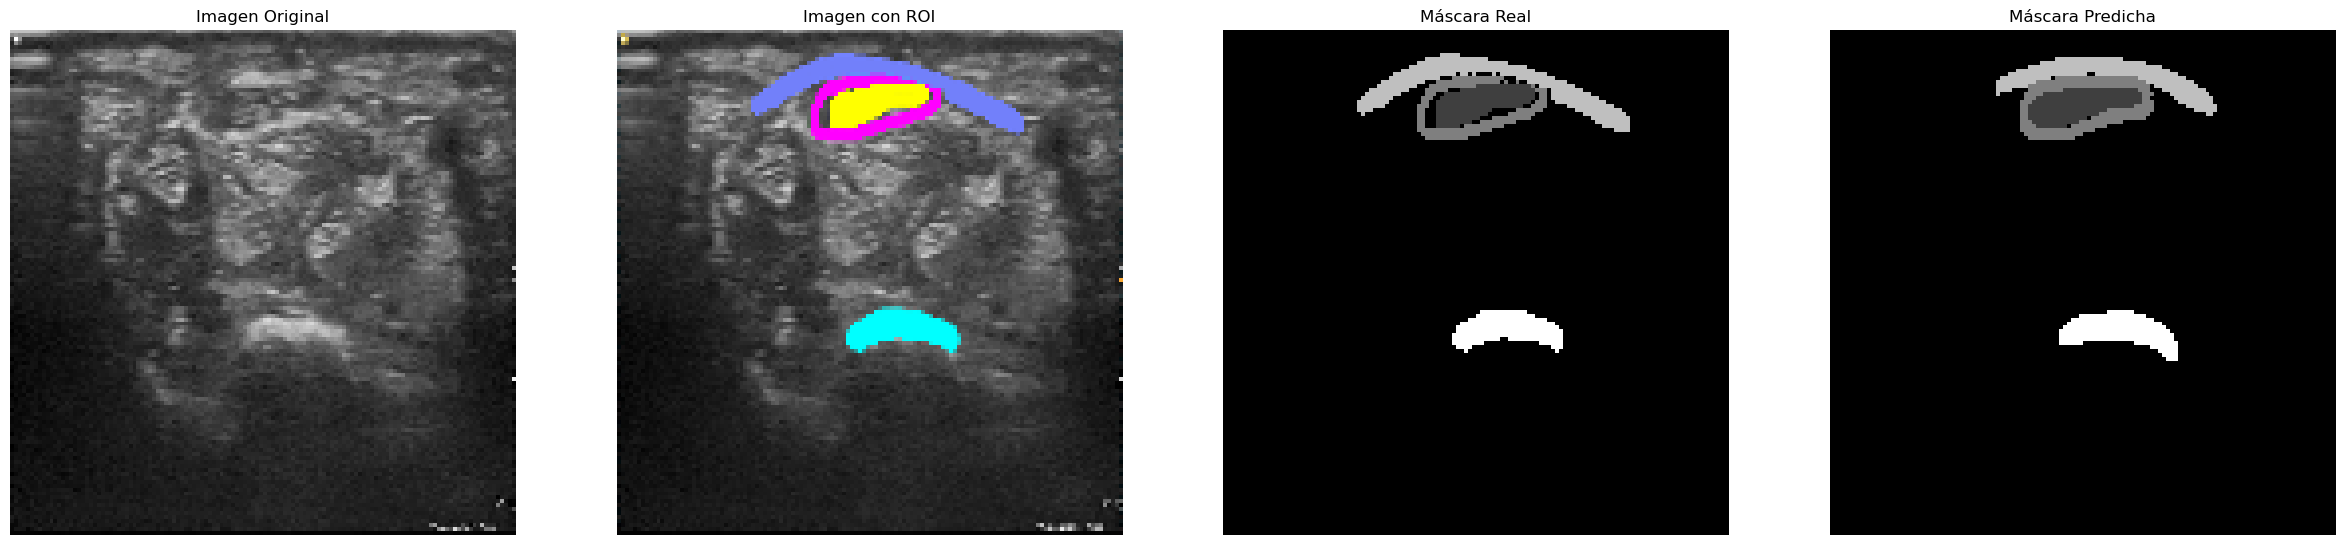 Imagen Original
Imagen con ROI
Máscara Real
Máscara Predicha